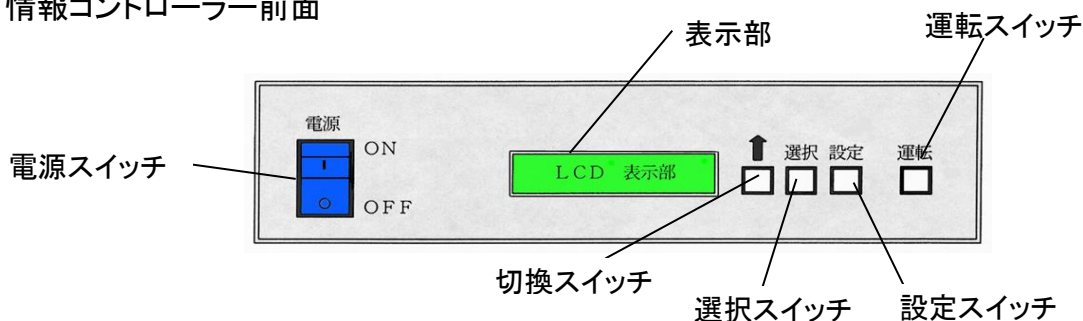 情報コントローラー前面
表示部
運転スイッチ
電源
ON
OFF
電源スイッチ
LCD 表示部
選択
設定
運転
切換スイッチ
選択スイッチ
設定スイッチ